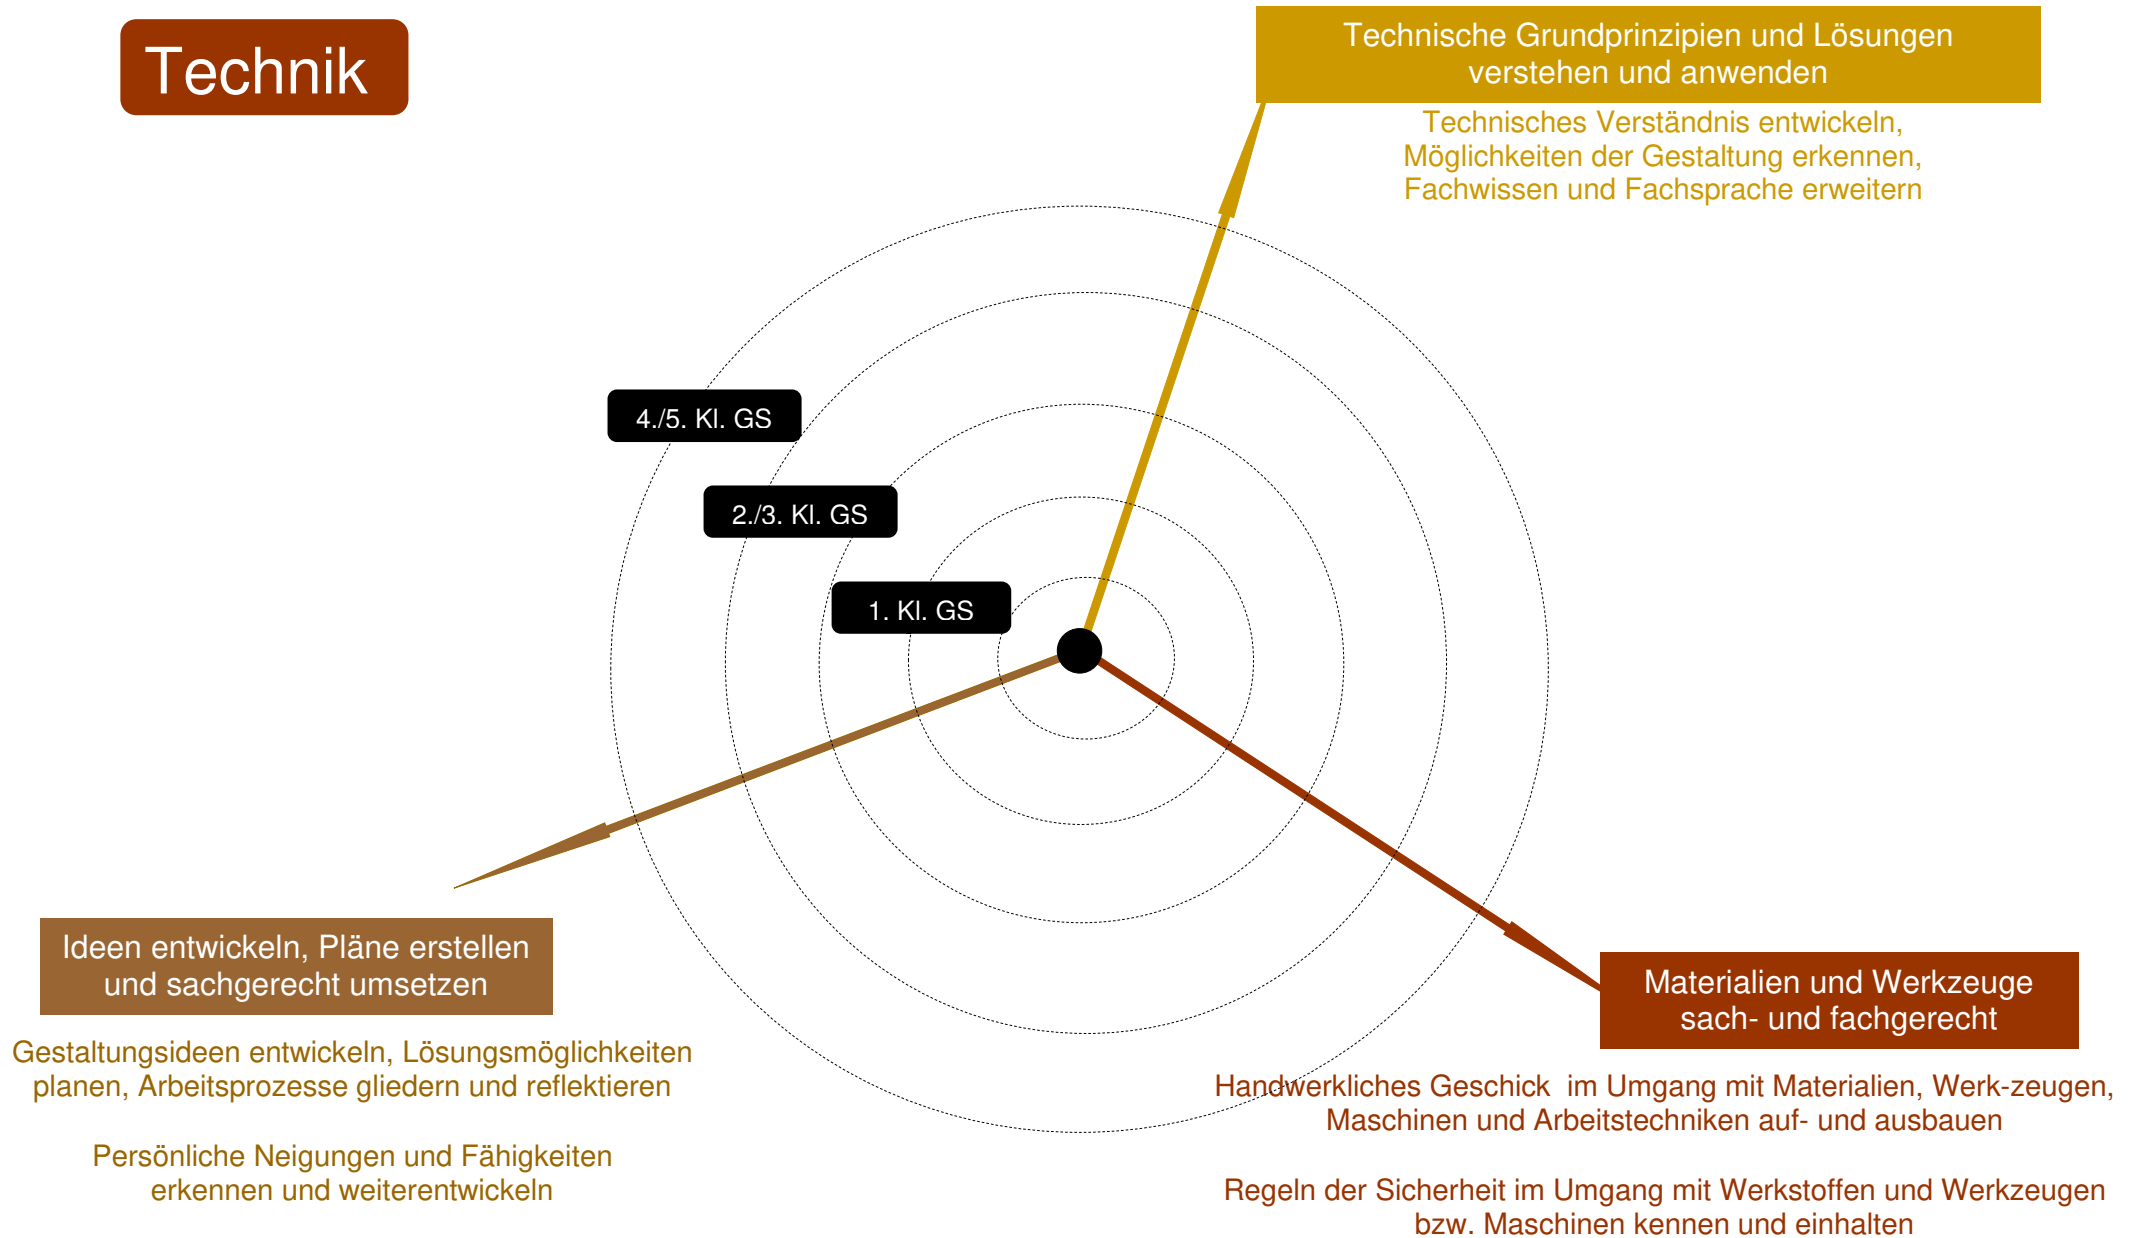 Technik
Technische Grundprinzipien und Lösungen
verstehen und anwenden
Technisches Verständnis entwickeln,
Möglichkeiten der Gestaltung erkennen,
Fachwissen und Fachsprache erweitern
4./5. Kl. GS
2./3. Kl. GS
1. Kl. GS
Ideen entwickeln, Pläne erstellen
und sachgerecht umsetzen
Gestaltungsideen entwickeln, Lösungsmöglichkeiten
planen, Arbeitsprozesse gliedern und reflektieren
Persönliche Neigungen und Fähigkeiten
erkennen und weiterentwickeln
Materialien und Werkzeuge
sach- und fachgerecht
Handwerkliches Geschick  im Umgang mit Materialien, Werk-zeugen,
Maschinen und Arbeitstechniken auf- und ausbauen
Regeln der Sicherheit im Umgang mit Werkstoffen und Werkzeugen
bzw. Maschinen kennen und einhalten